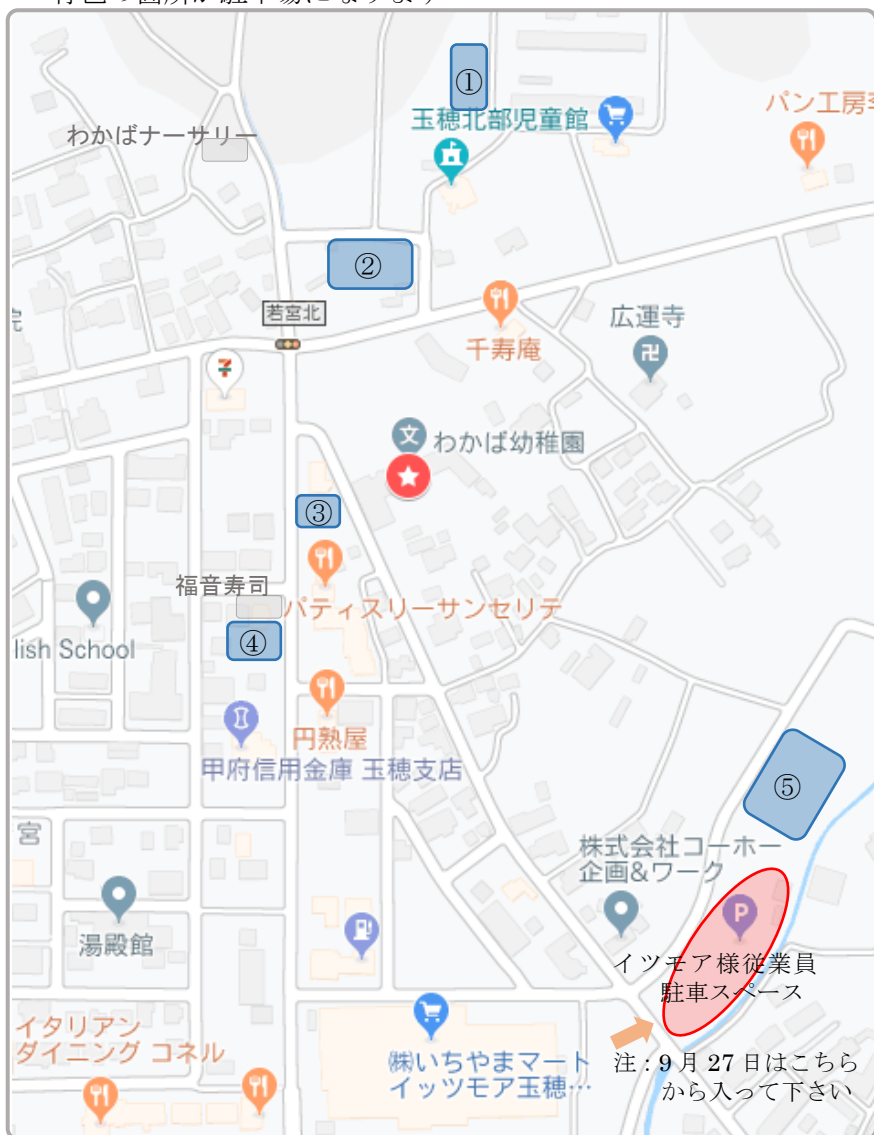 ①
玉穂北部児童館
パン工房
わかばナーサリー
②
若宮北
千寿庵
広運寺
院
文
わかば幼稚園
③
福音寿司
パティスリーサンセリテ
lish School
④
円熟屋
甲府信用金庫 玉穂支店
⑤
宮
株式会社コーホー
企画&ワーク
P
湯殿館
イツモア様従業員
駐車スペース
イタリアン
ダイニング コネル
㈱いちやまマート
イッツモア玉穂…
注：9月27日はこちら
から入って下さい